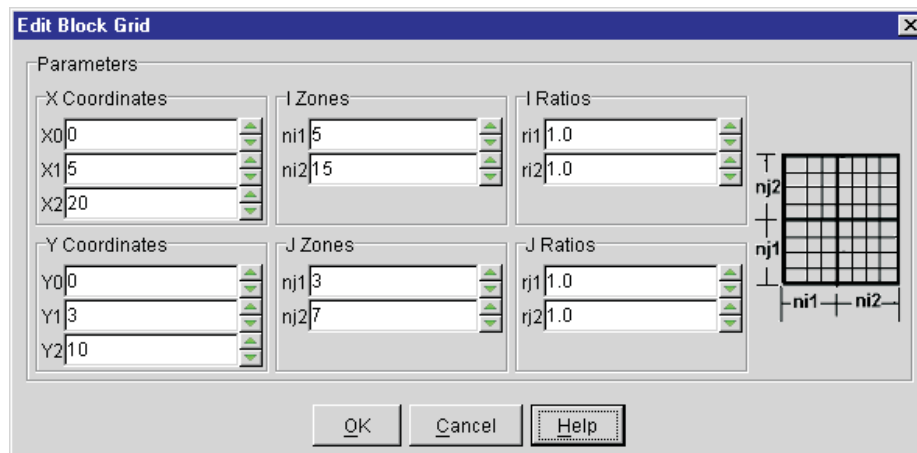 Edit Block Grid
Parameters
X Coordinates
X0 0
X1 5
X2 20
I Zones
ni1 5
ni2 15
I Ratios
ri1 1.0
ri2 1.0
Y Coordinates
Y0 0
Y1 3
Y2 10
J Zones
nj1 3
nj2 7
J Ratios
rj1 1.0
rj2 1.0
nj2
nj1
ni1 ni2
OK Cancel Help